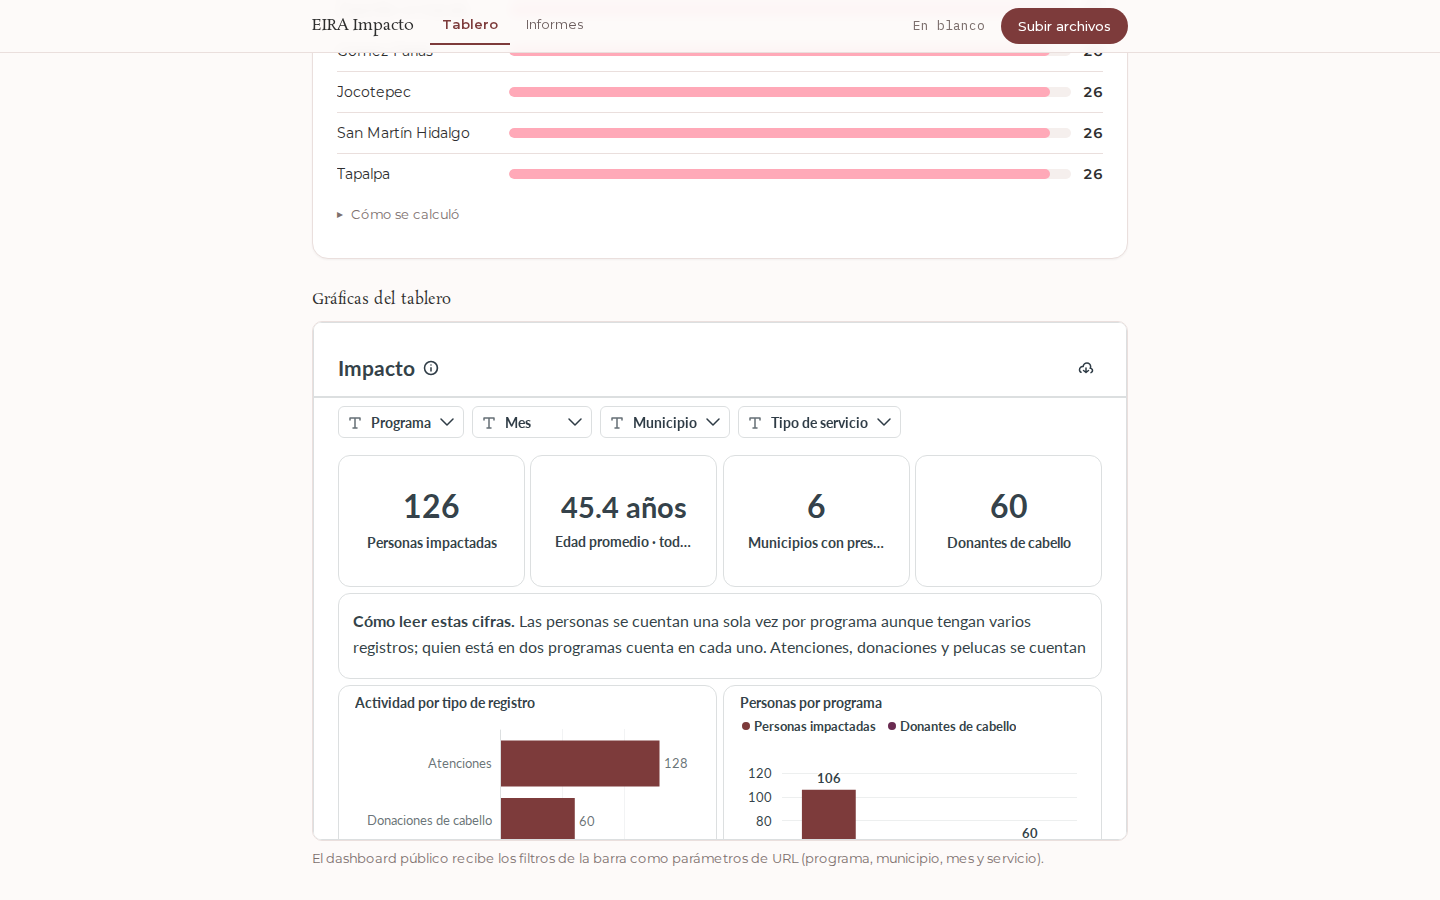 EIRA Impacto
Tablero
Informes
En blanco
Subir archivos
Jocotepec 26
San Martín Hidalgo 26
Tapalpa 26
▸ Cómo se calculó
Gráficas del tablero
Impacto
Programa
Mes
Municipio
Tipo de servicio
126
Personas impactadas
45.4 años
Edad promedio · tod...
6
Municipios con pres...
60
Donantes de cabello
Cómo leer estas cifras. Las personas se cuentan una sola vez por programa aunque tengan varios
registros; quien está en dos programas cuenta en cada uno. Atenciones, donaciones y pelucas se cuentan
Actividad por tipo de registro
Atenciones 128
Donaciones de cabello 60
Personas por programa
Personas impactadas
Donantes de cabello
120
106
100
80
60
El dashboard público recibe los filtros de la barra como parámetros de URL (programa, municipio, mes y servicio).